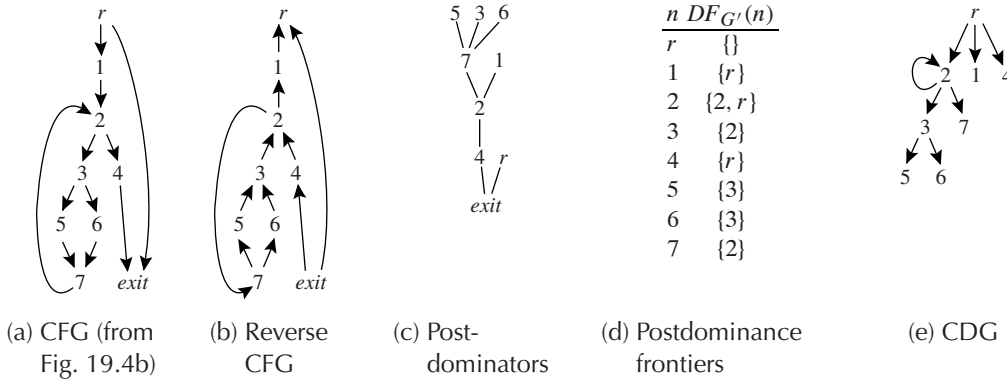 r
1
2
3 4
5 6
7 exit
(a) CFG (from
Fig. 19.4b)
r
1
2
3 4
5 6
7 exit
(b) Reverse
CFG
5 3 6
7 1
2
4 r
exit
(c) Post-
dominators
n DF_{G′}(n)
r {}
1 {r}
2 {2, r}
3 {2}
4 {r}
5 {3}
6 {3}
7 {2}
(d) Postdominance
frontiers
r
2 1 4
3 7
5 6
(e) CDG